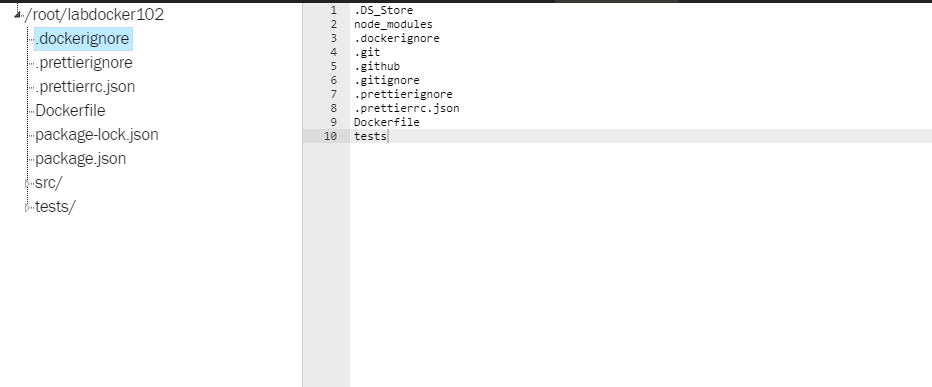 /root/labdocker102
.dockerignore
.prettierignore
.prettierrc.json
Dockerfile
package-lock.json
package.json
src/
tests/
1 .DS_Store
2 node_modules
3 .dockerignore
4 .git
5 .github
6 .gitignore
7 .prettierignore
8 .prettierrc.json
9 Dockerfile
10 tests